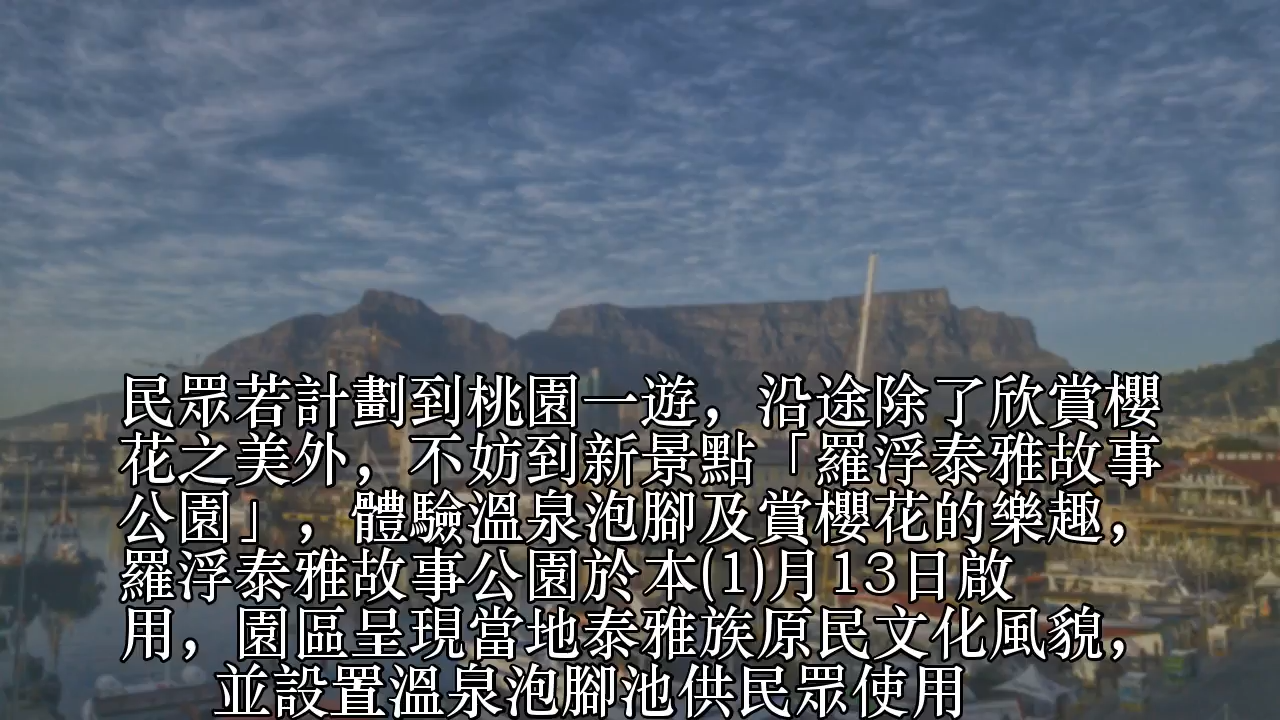 民眾若計劃到桃園一遊，沿途除了欣賞櫻
花之美外，不妨到新景點「羅浮泰雅故事
公園」，體驗溫泉泡腳及賞櫻花的樂趣，
羅浮泰雅故事公園於本(1)月13日啟
用，園區呈現當地泰雅族原民文化風貌，
並設置溫泉泡腳池供民眾使用